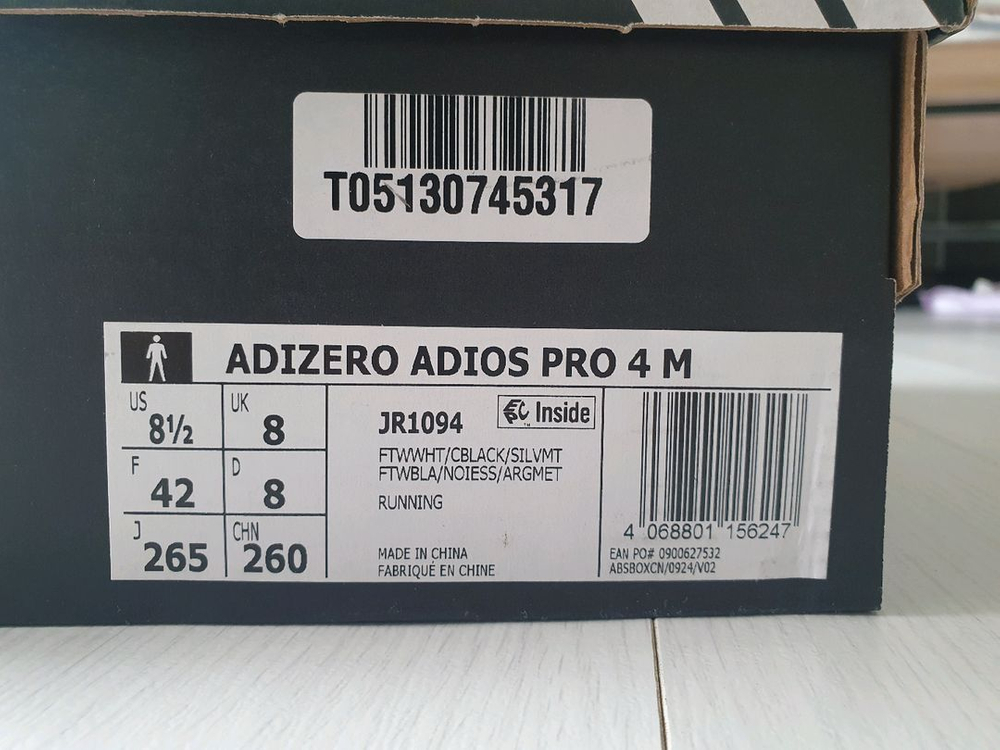 T05130745317
ADIZERO ADIOS PRO 4 M
US 8½
UK 8
F 42
D 8
J 265
CHN 260
JR1094
Inside
FTWWHT/CBLACK/SILVMT
FTWBLA/NOIESS/ARGMET
RUNNING
MADE IN CHINA
FABRIQUÉ EN CHINE
4 068801 156247
EAN PO# 0900627532
ABSBOXCN/0924/V02